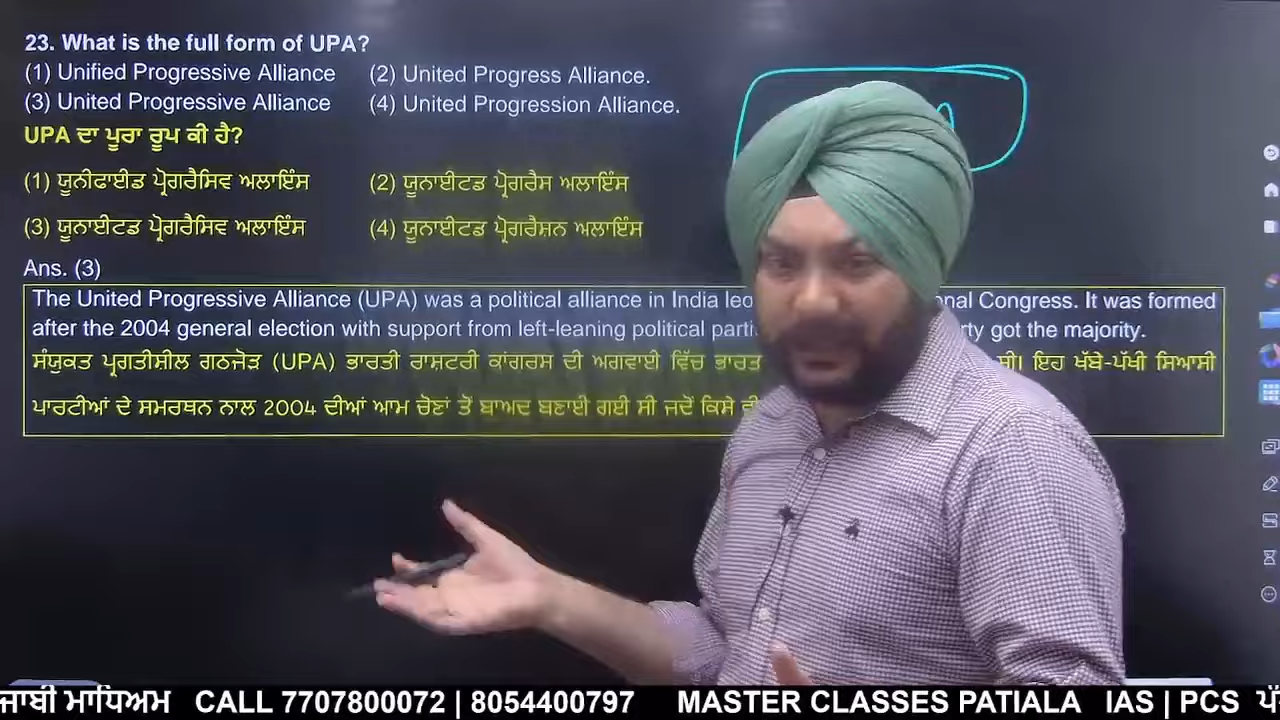 23. What is the full form of UPA?
(1) Unified Progressive Alliance (2) United Progress Alliance.
(3) United Progressive Alliance (4) United Progression Alliance.
UPA ਦਾ ਪੂਰਾ ਰੂਪ ਕੀ ਹੈ?
(1) ਯੂਨੀਫਾਈਡ ਪ੍ਰੋਗਰੈਸਿਵ ਅਲਾਇੰਸ (2) ਯੂਨਾਈਟਡ ਪ੍ਰੋਗਰੈਸ ਅਲਾਇੰਸ
(3) ਯੂਨਾਈਟਡ ਪ੍ਰੋਗਰੈਸਿਵ ਅਲਾਇੰਸ (4) ਯੂਨਾਈਟਡ ਪ੍ਰੋਗਰੈਸ਼ਨ ਅਲਾਇੰਸ
Ans. (3)
The United Progressive Alliance (UPA) was a political alliance in India Congress. It was formed
after the 2004 general election with support from left-leaning political got the majority.
ਸੰਯੁਕਤ ਪ੍ਰਗਤੀਸ਼ੀਲ ਗਠਜੋੜ (UPA) ਭਾਰਤੀ ਰਾਸ਼ਟਰੀ ਕਾਂਗਰਸ ਦੀ ਅਗਵਾਈ ਵਿੱਚ ਇਹ ਖੱਬੇ-ਪੱਖੀ ਸਿਆਸੀ
ਪਾਰਟੀਆਂ ਦੇ ਸਮਰਥਨ ਨਾਲ 2004 ਦੀਆਂ ਆਮ ਚੋਣਾਂ ਤੋਂ ਬਾਅਦ ਬਣਾਈ ਗਈ ਸੀ ਜਦੋਂ ਕਿਸੇ
ਮਾਧਿਅਮ CALL 7707800072 | 8054400797 MASTER CLASSES PATIALA IAS | PCS